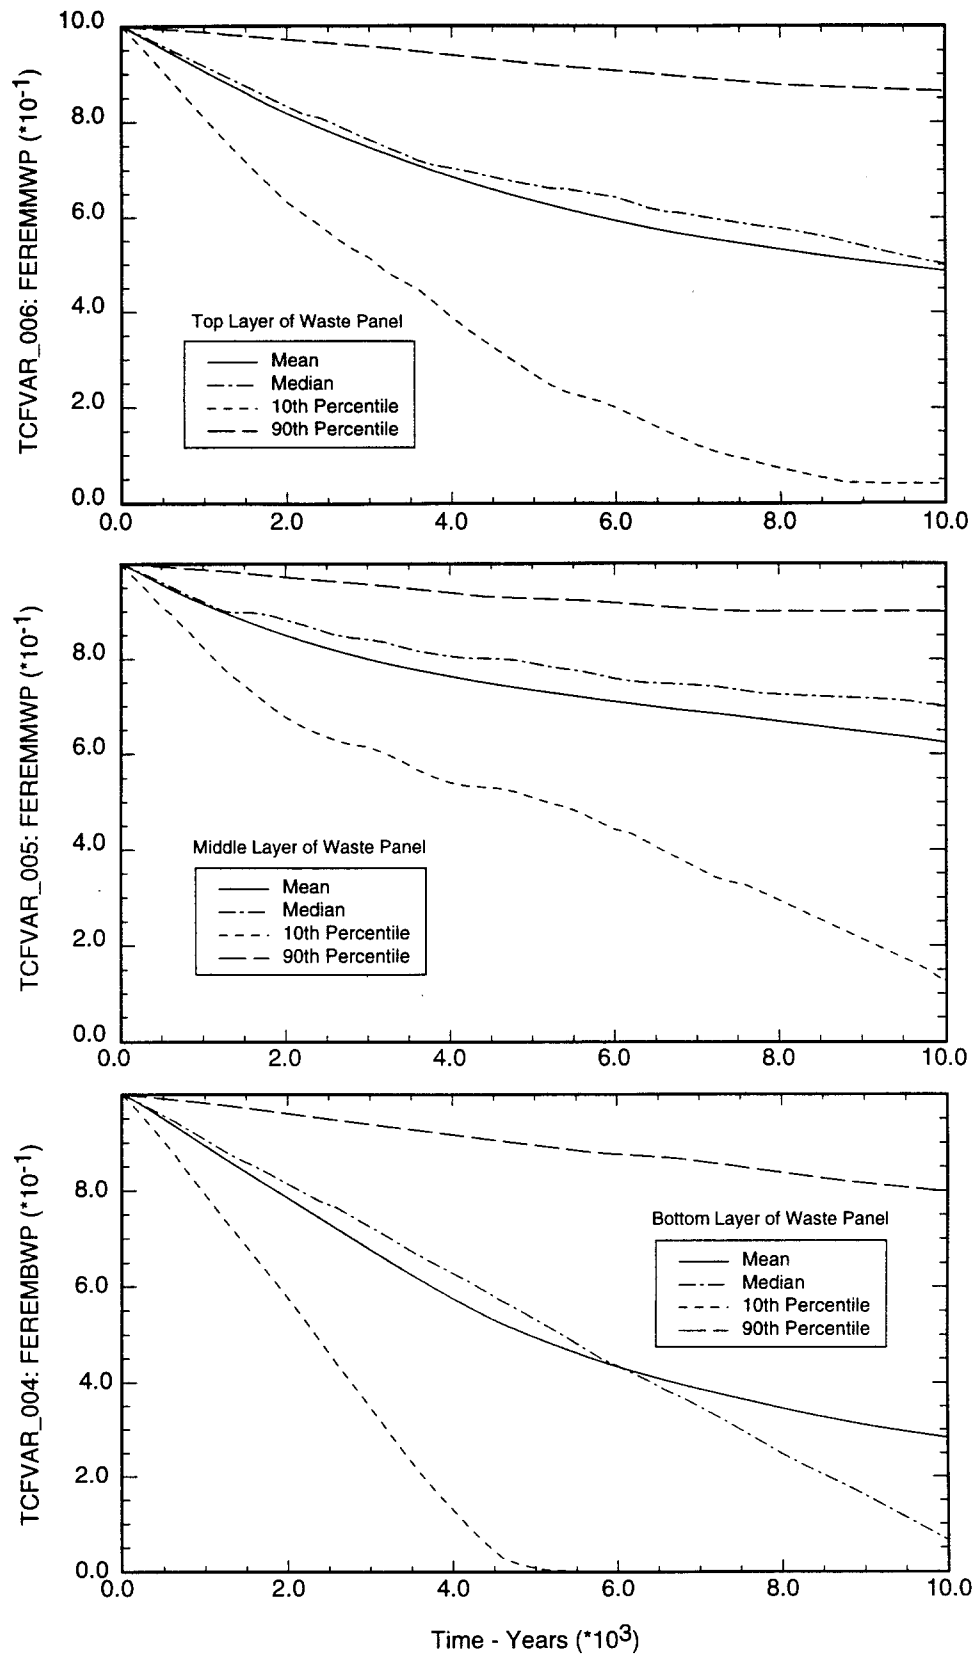 TCFVAR_006: FEREMMWP (*10-1)
10.0
8.0
6.0
4.0
2.0
0.0
Top Layer of Waste Panel
Mean
Median
10th Percentile
90th Percentile
0.0 2.0 4.0 6.0 8.0 10.0
TCFVAR_005: FEREMMWP (*10-1)
8.0
6.0
4.0
2.0
0.0
Middle Layer of Waste Panel
Mean
Median
10th Percentile
90th Percentile
0.0 2.0 4.0 6.0 8.0 10.0
TCFVAR_004: FEREMBWP (*10-1)
8.0
6.0
4.0
2.0
0.0
Bottom Layer of Waste Panel
Mean
Median
10th Percentile
90th Percentile
0.0 2.0 4.0 6.0 8.0 10.0
Time - Years (*103)